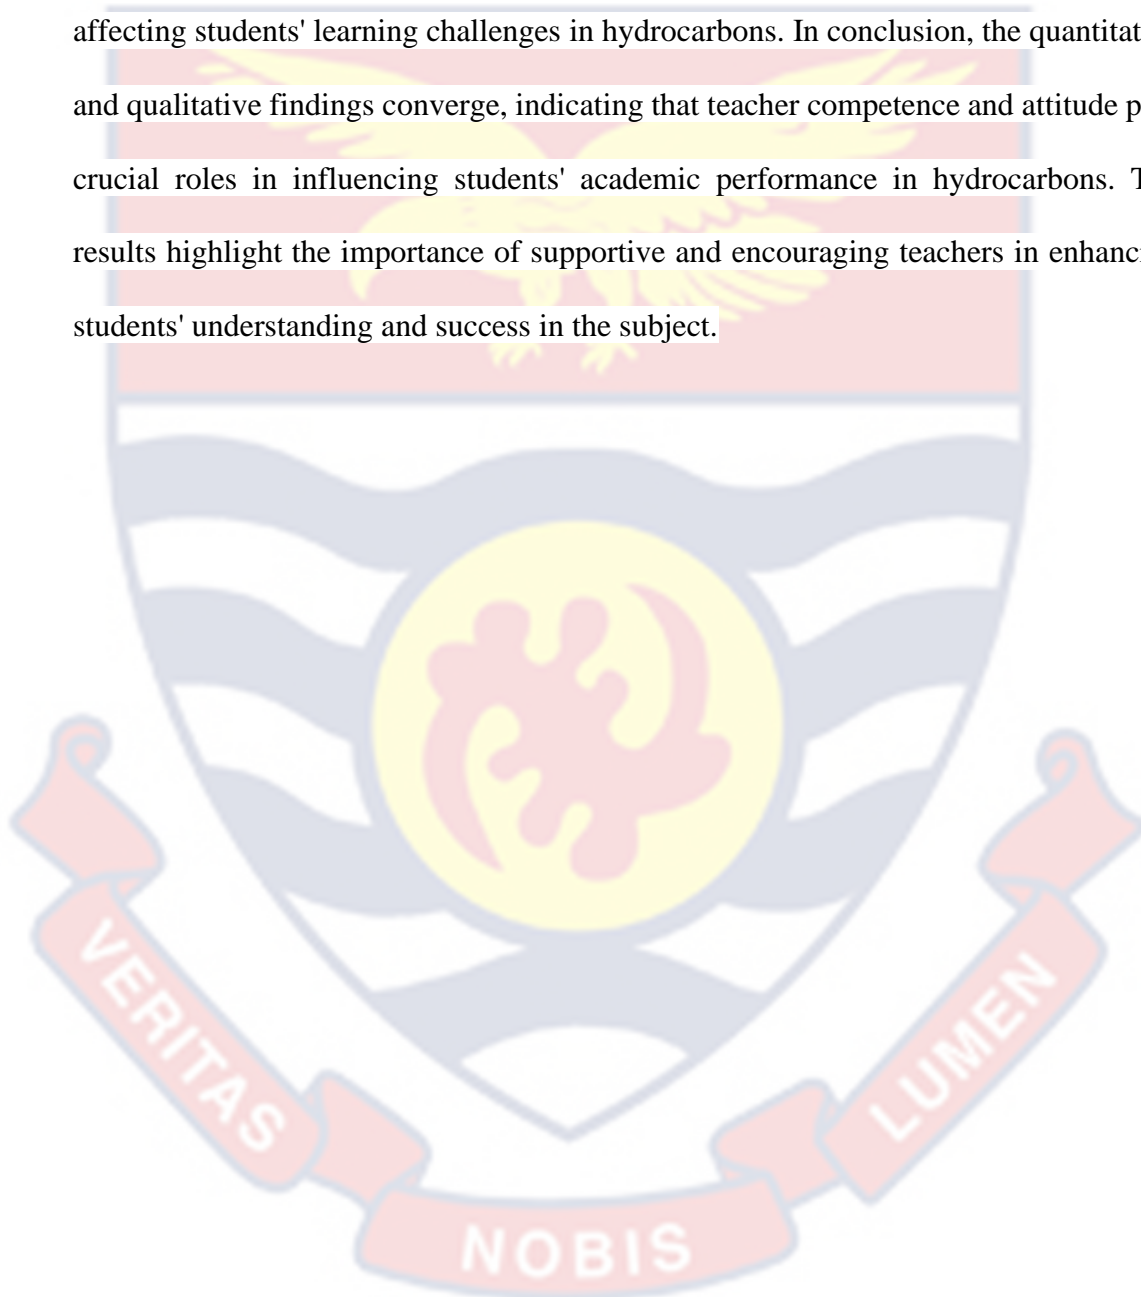 affecting students' learning challenges in hydrocarbons. In conclusion, the quantitat
and qualitative findings converge, indicating that teacher competence and attitude p
crucial roles in influencing students' academic performance in hydrocarbons. T
results highlight the importance of supportive and encouraging teachers in enhanc
students' understanding and success in the subject.
VERITAS
NOBIS
LUMEN